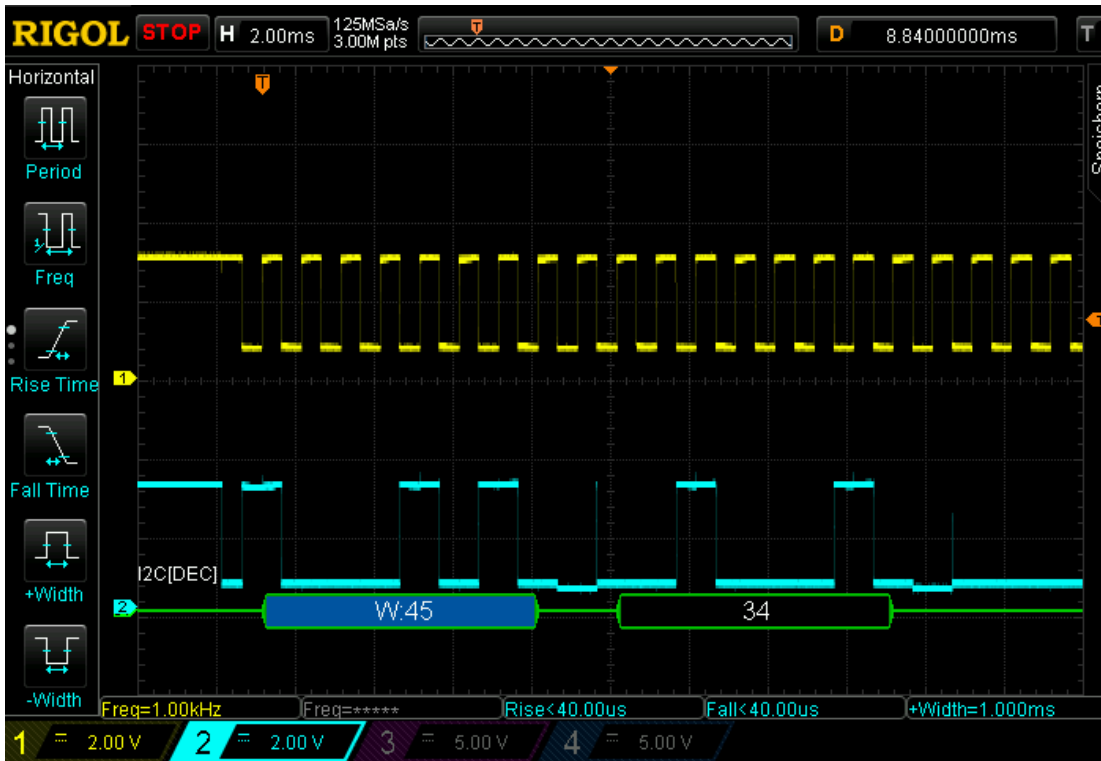 RIGOL STOP H 2.00ms 125MSa/s 3.00M pts T D 8.84000000ms T
Horizontal
T
Speichern
Period
Freq
Rise Time
T
1
Fall Time
I2C[DEC]
+Width
2 W:45 34
-Width
Freq=1.00kHz Freq=***** Rise<40.00us Fall<40.00us +Width=1.000ms
1 = 2.00 V 2 = 2.00 V 3 = 5.00 V 4 = 5.00 V